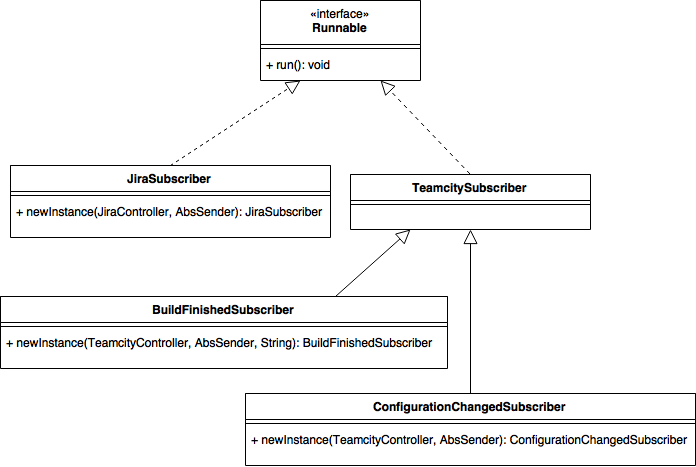 «interface»
Runnable
+ run(): void
JiraSubscriber
+ newInstance(JiraController, AbsSender): JiraSubscriber
TeamcitySubscriber
BuildFinishedSubscriber
+ newInstance(TeamcityController, AbsSender, String): BuildFinishedSubscriber
ConfigurationChangedSubscriber
+ newInstance(TeamcityController, AbsSender): ConfigurationChangedSubscriber